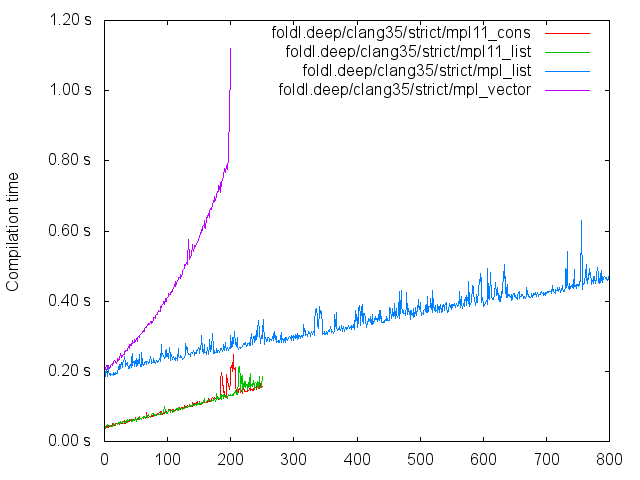 1.20 s
1.00 s
0.80 s
0.60 s
0.40 s
0.20 s
0.00 s
Compilation time
foldl.deep/clang35/strict/mpl11_cons
foldl.deep/clang35/strict/mpl11_list
foldl.deep/clang35/strict/mpl_list
foldl.deep/clang35/strict/mpl_vector
0 100 200 300 400 500 600 700 800